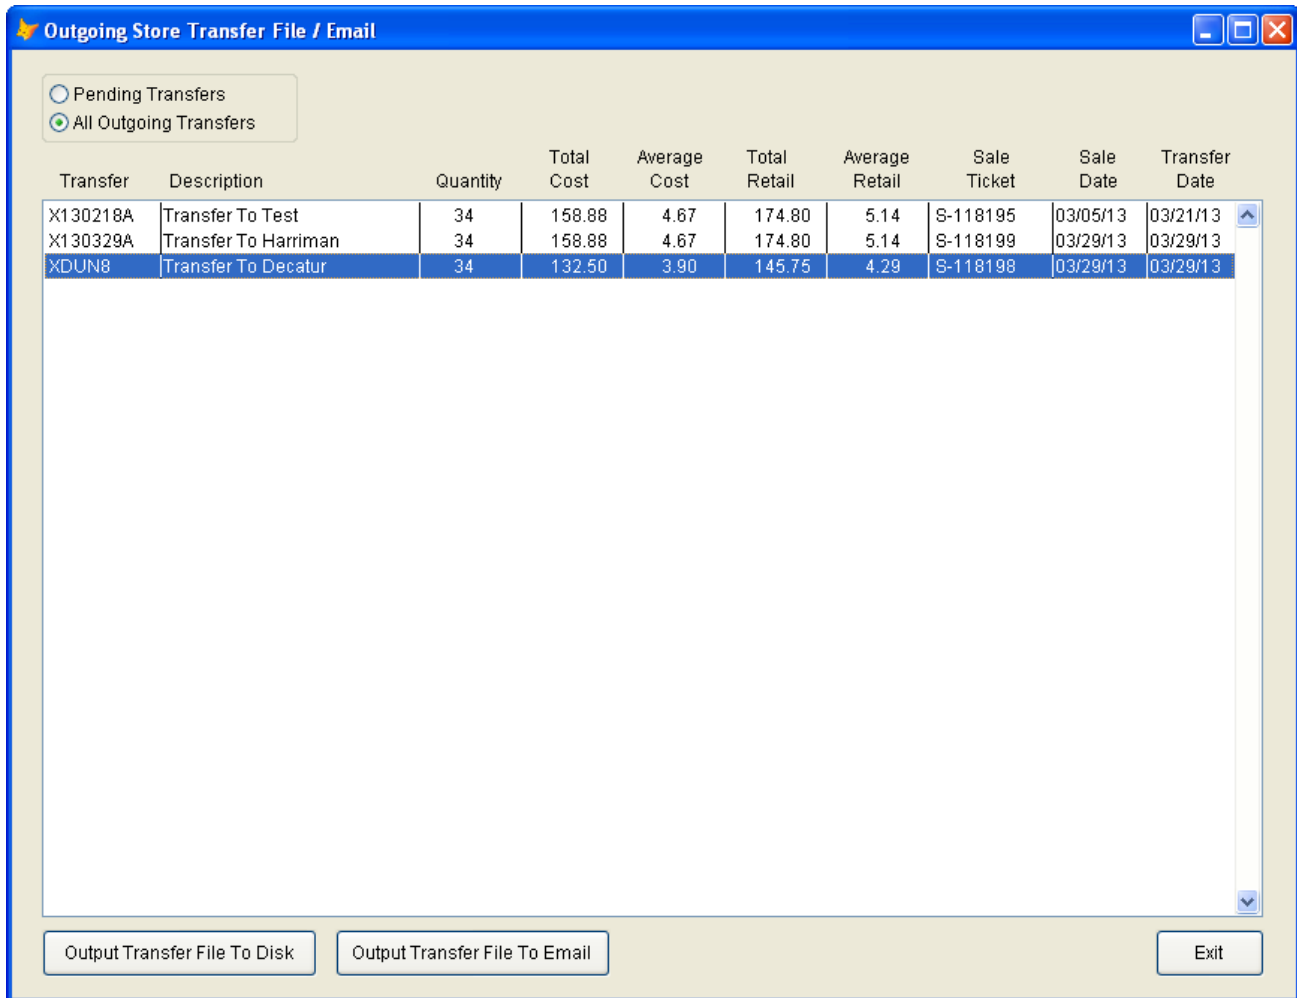 Outgoing Store Transfer File / Email
Pending Transfers
All Outgoing Transfers
Total Average Total Average Sale Sale Transfer
Transfer Description Quantity Cost Cost Retail Retail Ticket Date Date
X130218A Transfer To Test 34 158.88 4.67 174.80 5.14 S-118195 03/05/13 03/21/13
X130329A Transfer To Harriman 34 158.88 4.67 174.80 5.14 S-118199 03/29/13 03/29/13
XDUN8 Transfer To Decatur 34 132.50 3.90 145.75 4.29 S-118198 03/29/13 03/29/13
Output Transfer File To Disk Output Transfer File To Email Exit